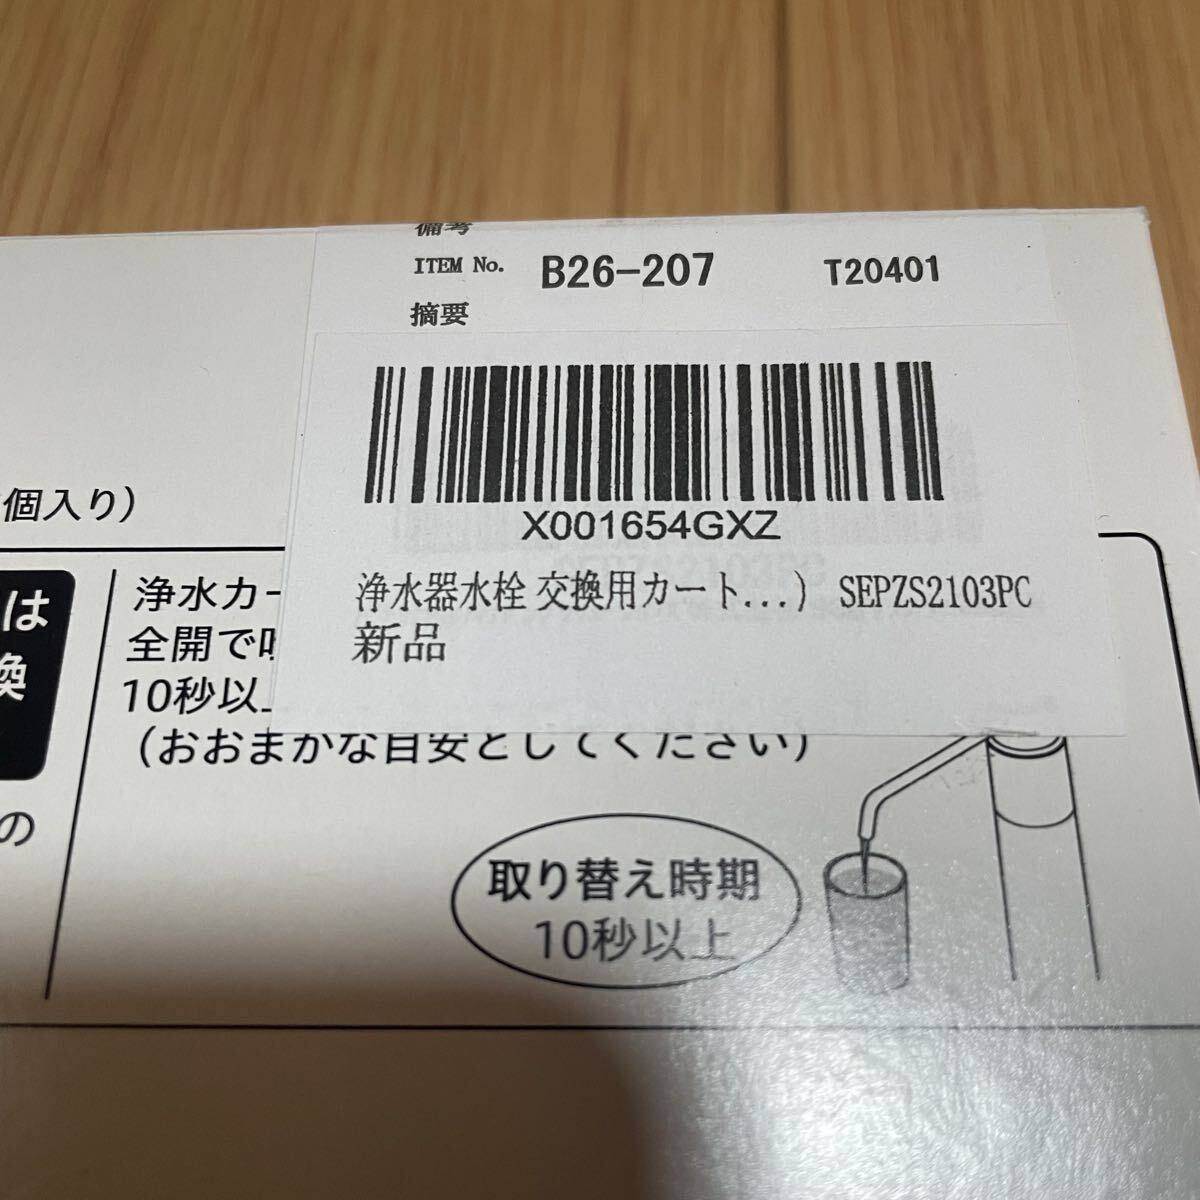 備考
ITEM No. B26-207 T20401
摘要
X001654GXZ
浄水器水栓 交換用カート...) SEPZS2103PC
新品
個入り）
は
換
の
浄水カー
全開で
10秒以上
（おおまかな目安としてください）
取り替え時期
10秒以上